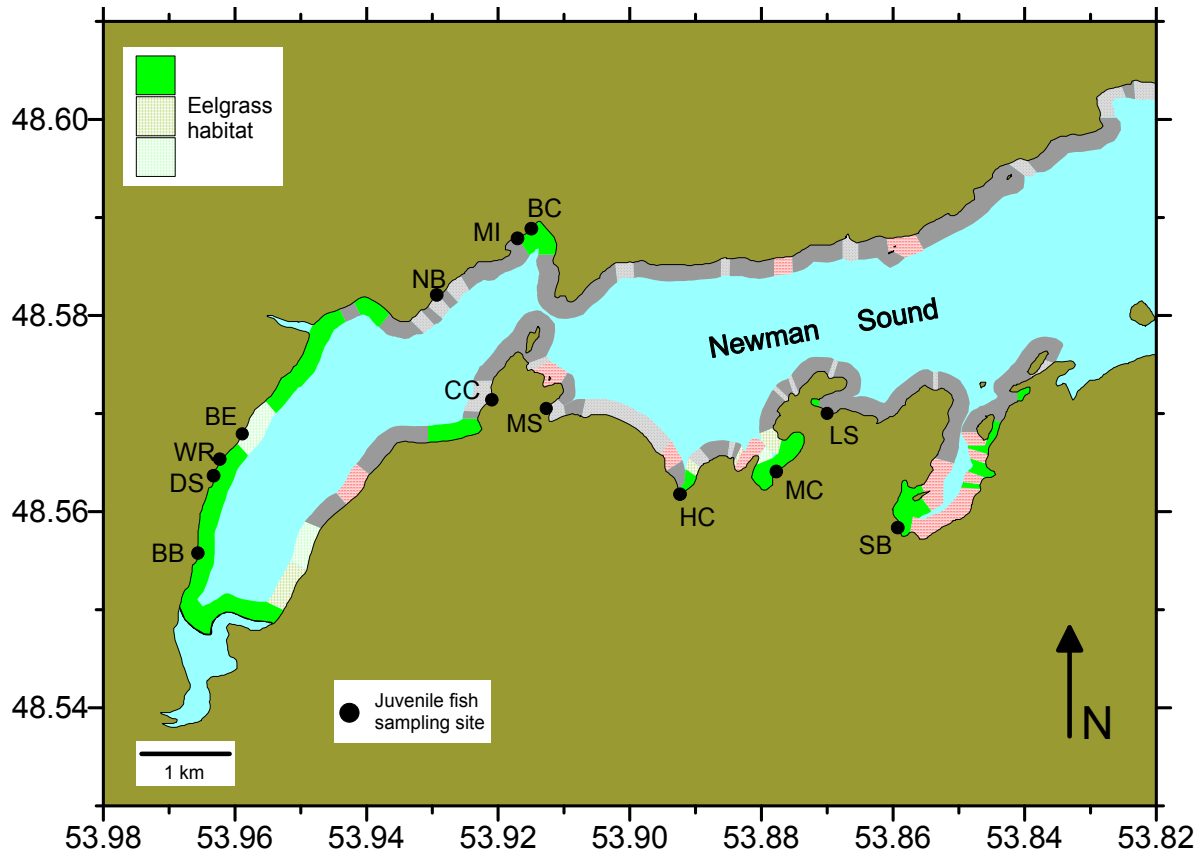 Eelgrass
habitat
48.60
BC
MI
NB
48.58
Newman Sound
CC
BE
MS
LS
WR
DS
MC
48.56
HC
SB
BB
48.54
Juvenile fish
sampling site
N
1 km
53.98 53.96 53.94 53.92 53.90 53.88 53.86 53.84 53.82